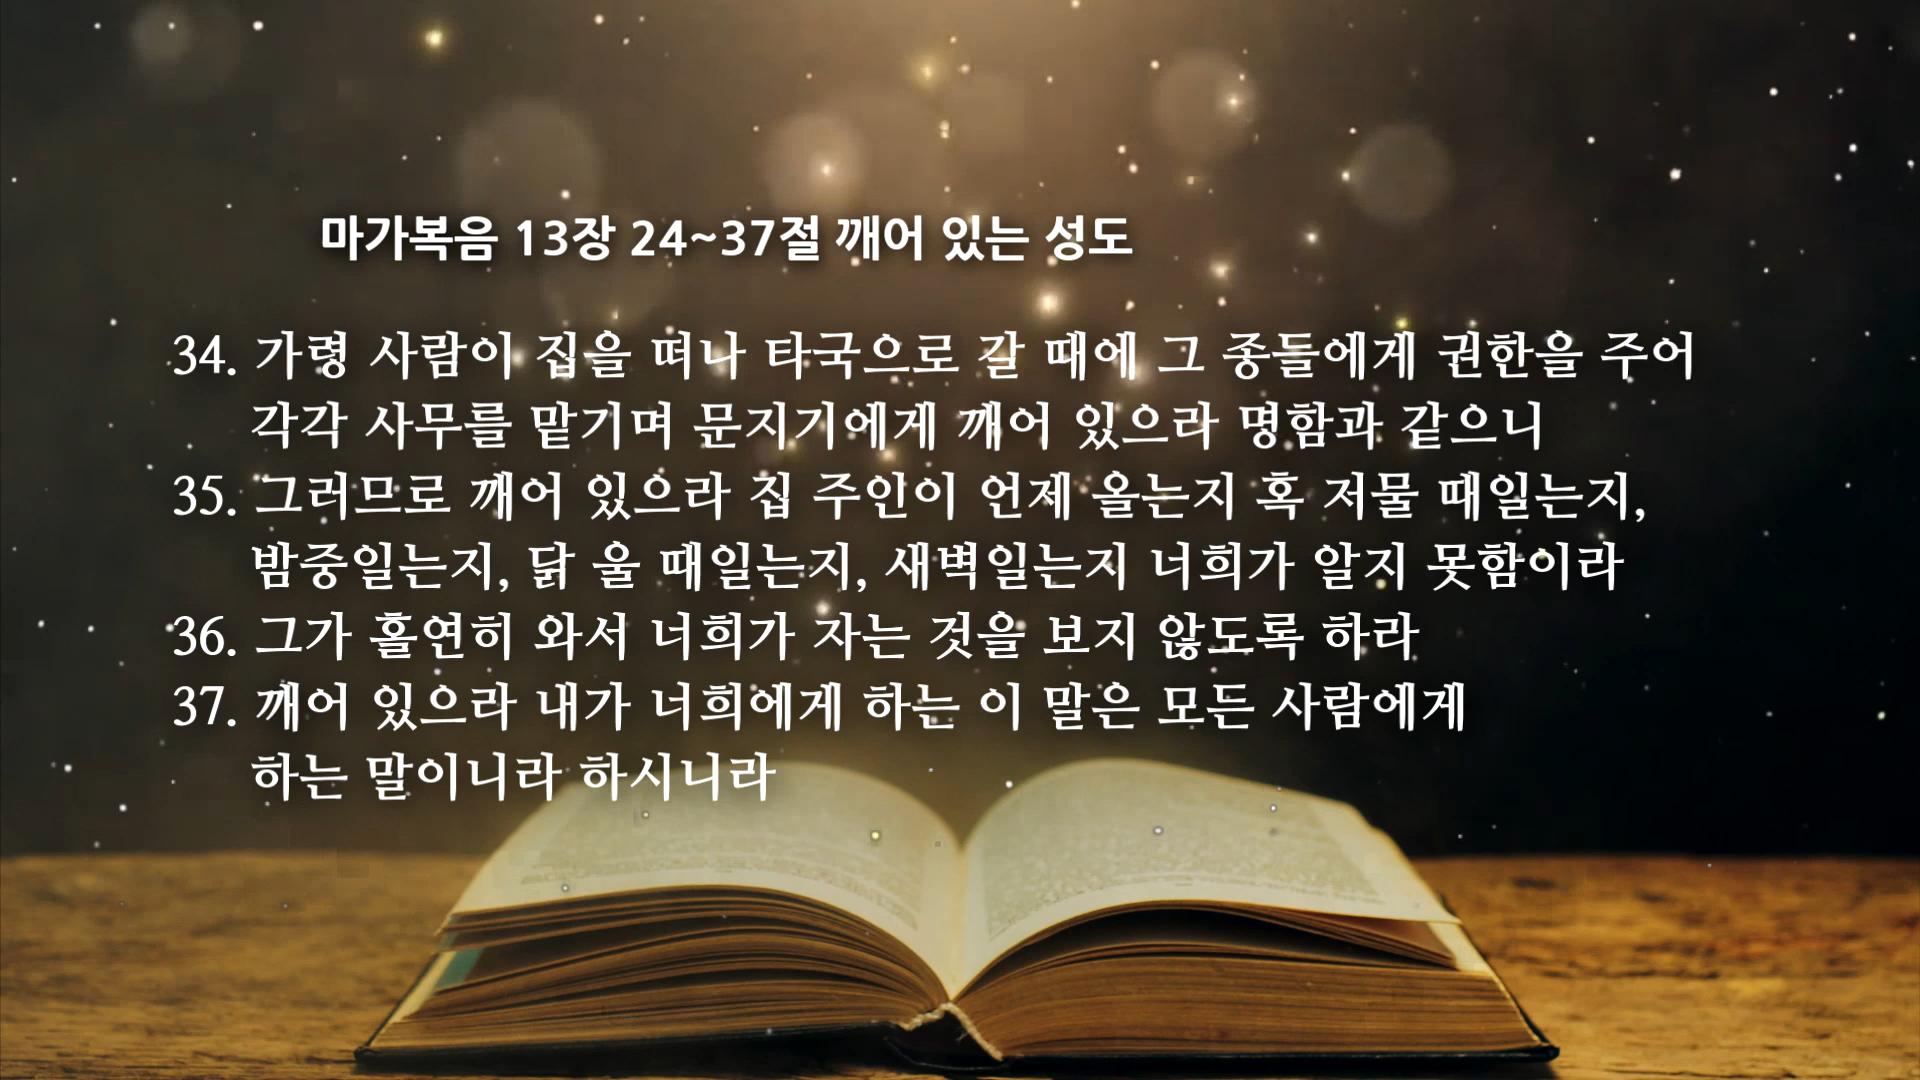 마가복음 13장 24~37절 깨어 있는 성도
34. 가령 사람이 집을 떠나 타국으로 갈 때에 그 종들에게 권한을 주어
각각 사무를 맡기며 문지기에게 깨어 있으라 명함과 같으니
35. 그러므로 깨어 있으라 집 주인이 언제 올는지 혹 저물 때일는지,
밤중일는지, 닭 울 때일는지, 새벽일는지 너희가 알지 못함이라
36. 그가 홀연히 와서 너희가 자는 것을 보지 않도록 하라
37. 깨어 있으라 내가 너희에게 하는 이 말은 모든 사람에게
하는 말이니라 하시니라